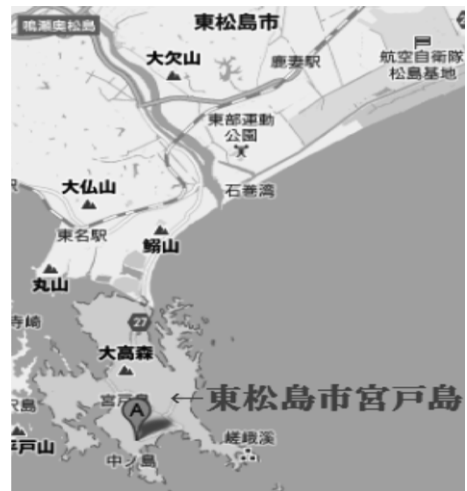 鳴瀬奥松島
東松島市
大欠山
鹿妻駅
航空自衛隊
松島基地
東部運動
公園
石巻湾
大仏山
東名駅
鰯山
丸山
寺崎
27
大高森
宮戸島
A
←東松島市宮戸島
戸山
嵯峨渓
中ノ島